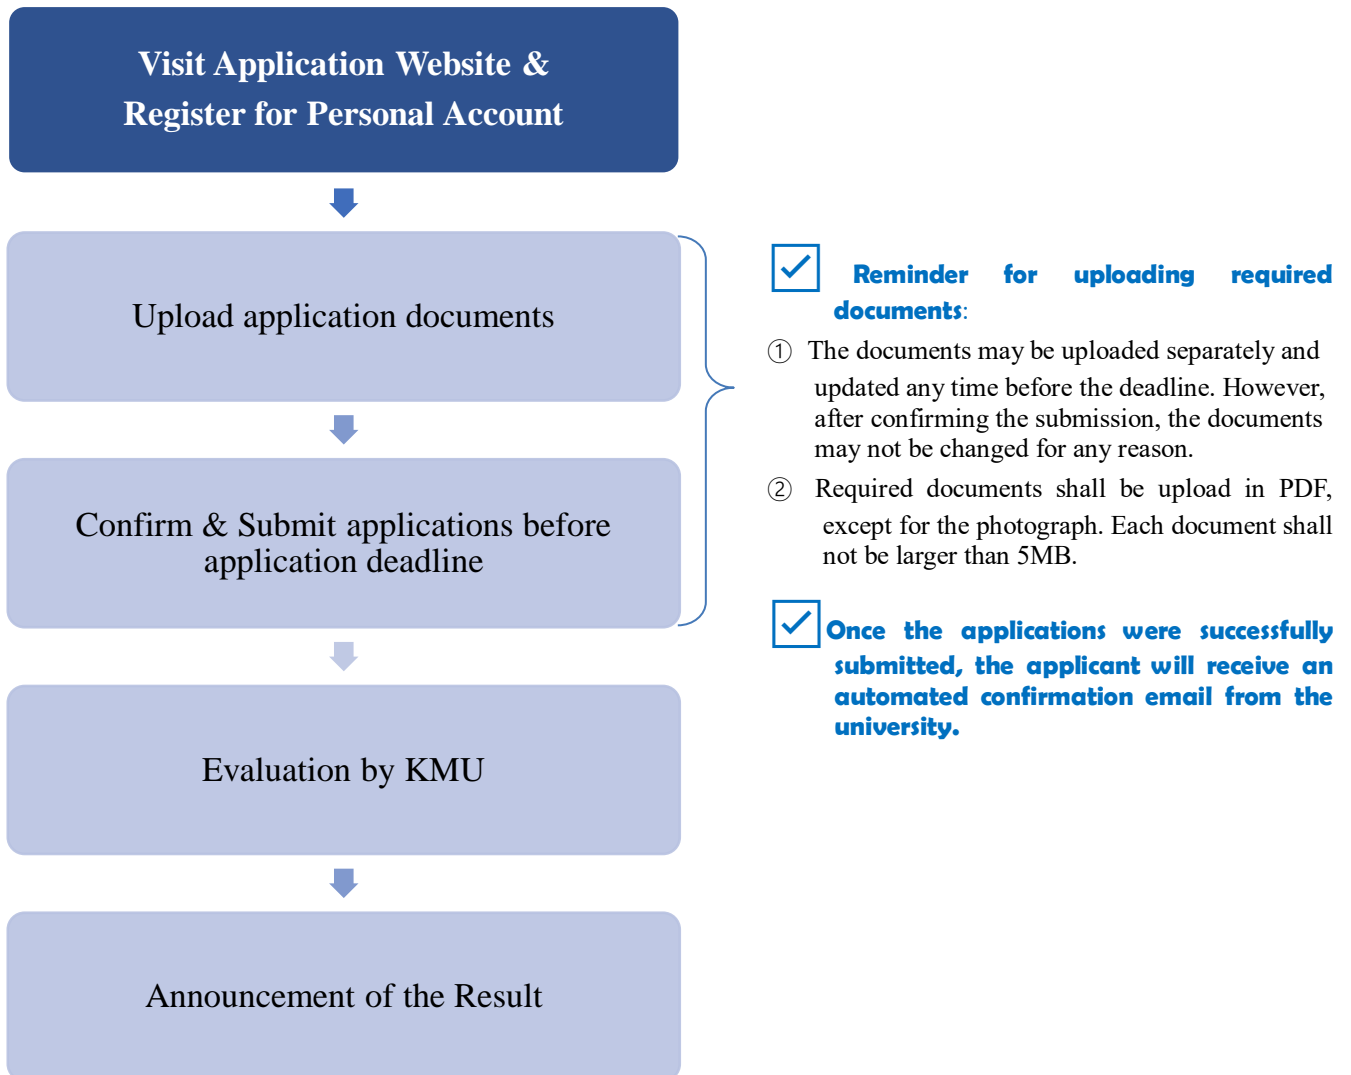 Visit Application Website &
Register for Personal Account
Upload application documents
Confirm & Submit applications before
application deadline
Evaluation by KMU
Announcement of the Result
Reminder for uploading required
documents:
① The documents may be uploaded separately and
updated any time before the deadline. However,
after confirming the submission, the documents
may not be changed for any reason.
② Required documents shall be upload in PDF,
except for the photograph. Each document shall
not be larger than 5MB.
Once the applications were successfully
submitted, the applicant will receive an
automated confirmation email from the
university.